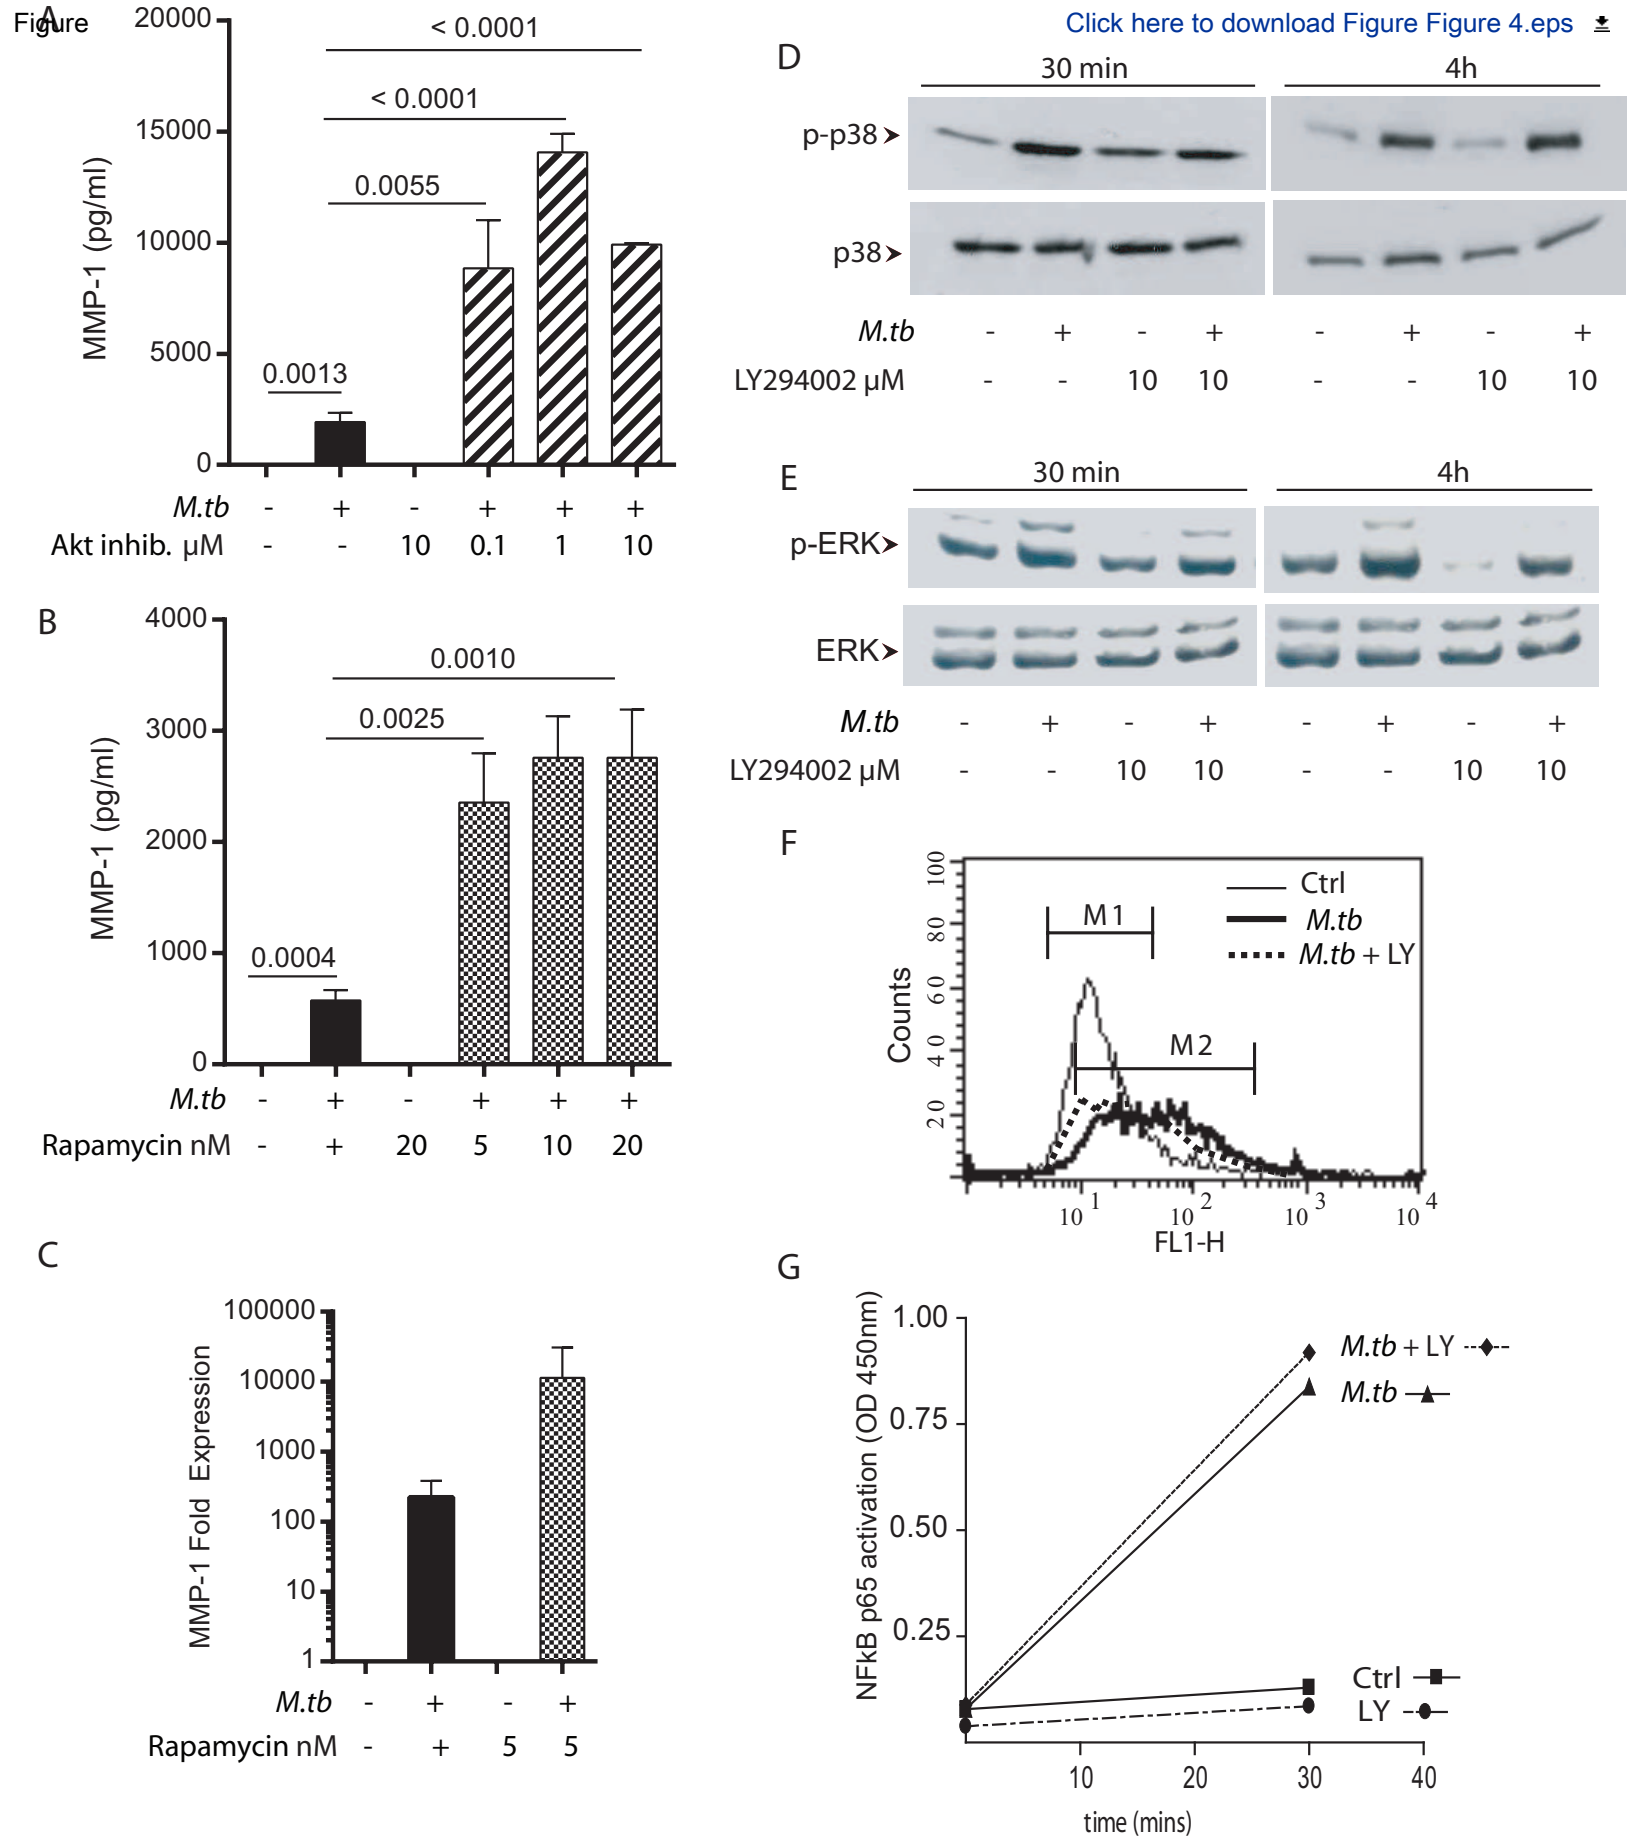 Figure
Click here to download Figure Figure 4.eps
A
20000
15000
10000
5000
0
MMP-1 (pg/ml)
< 0.0001
< 0.0001
0.0055
0.0013
M.tb - + - + + +
Akt inhib. µM - - 10 0.1 1 10
B
4000
3000
2000
1000
0
MMP-1 (pg/ml)
0.0010
0.0025
0.0004
M.tb - + - + + +
Rapamycin nM - + 20 5 10 20
C
100000
10000
1000
100
10
1
MMP-1 Fold Expression
M.tb - + - +
Rapamycin nM - + 5 5
D
30 min 4h
p-p38
p38
M.tb - + - + - + - +
LY294002 µM - - 10 10 - - 10 10
E
30 min 4h
p-ERK
ERK
M.tb - + - + - + - +
LY294002 µM - - 10 10 - - 10 10
F
100
80
60
40
20
Counts
M1
M2
Ctrl
M.tb
M.tb + LY
10 1 10 2 10 3 10 4
FL1-H
G
1.00
0.75
0.50
0.25
NFkB p65 activation (OD 450nm)
M.tb + LY
M.tb
Ctrl
LY
10 20 30 40
time (mins)